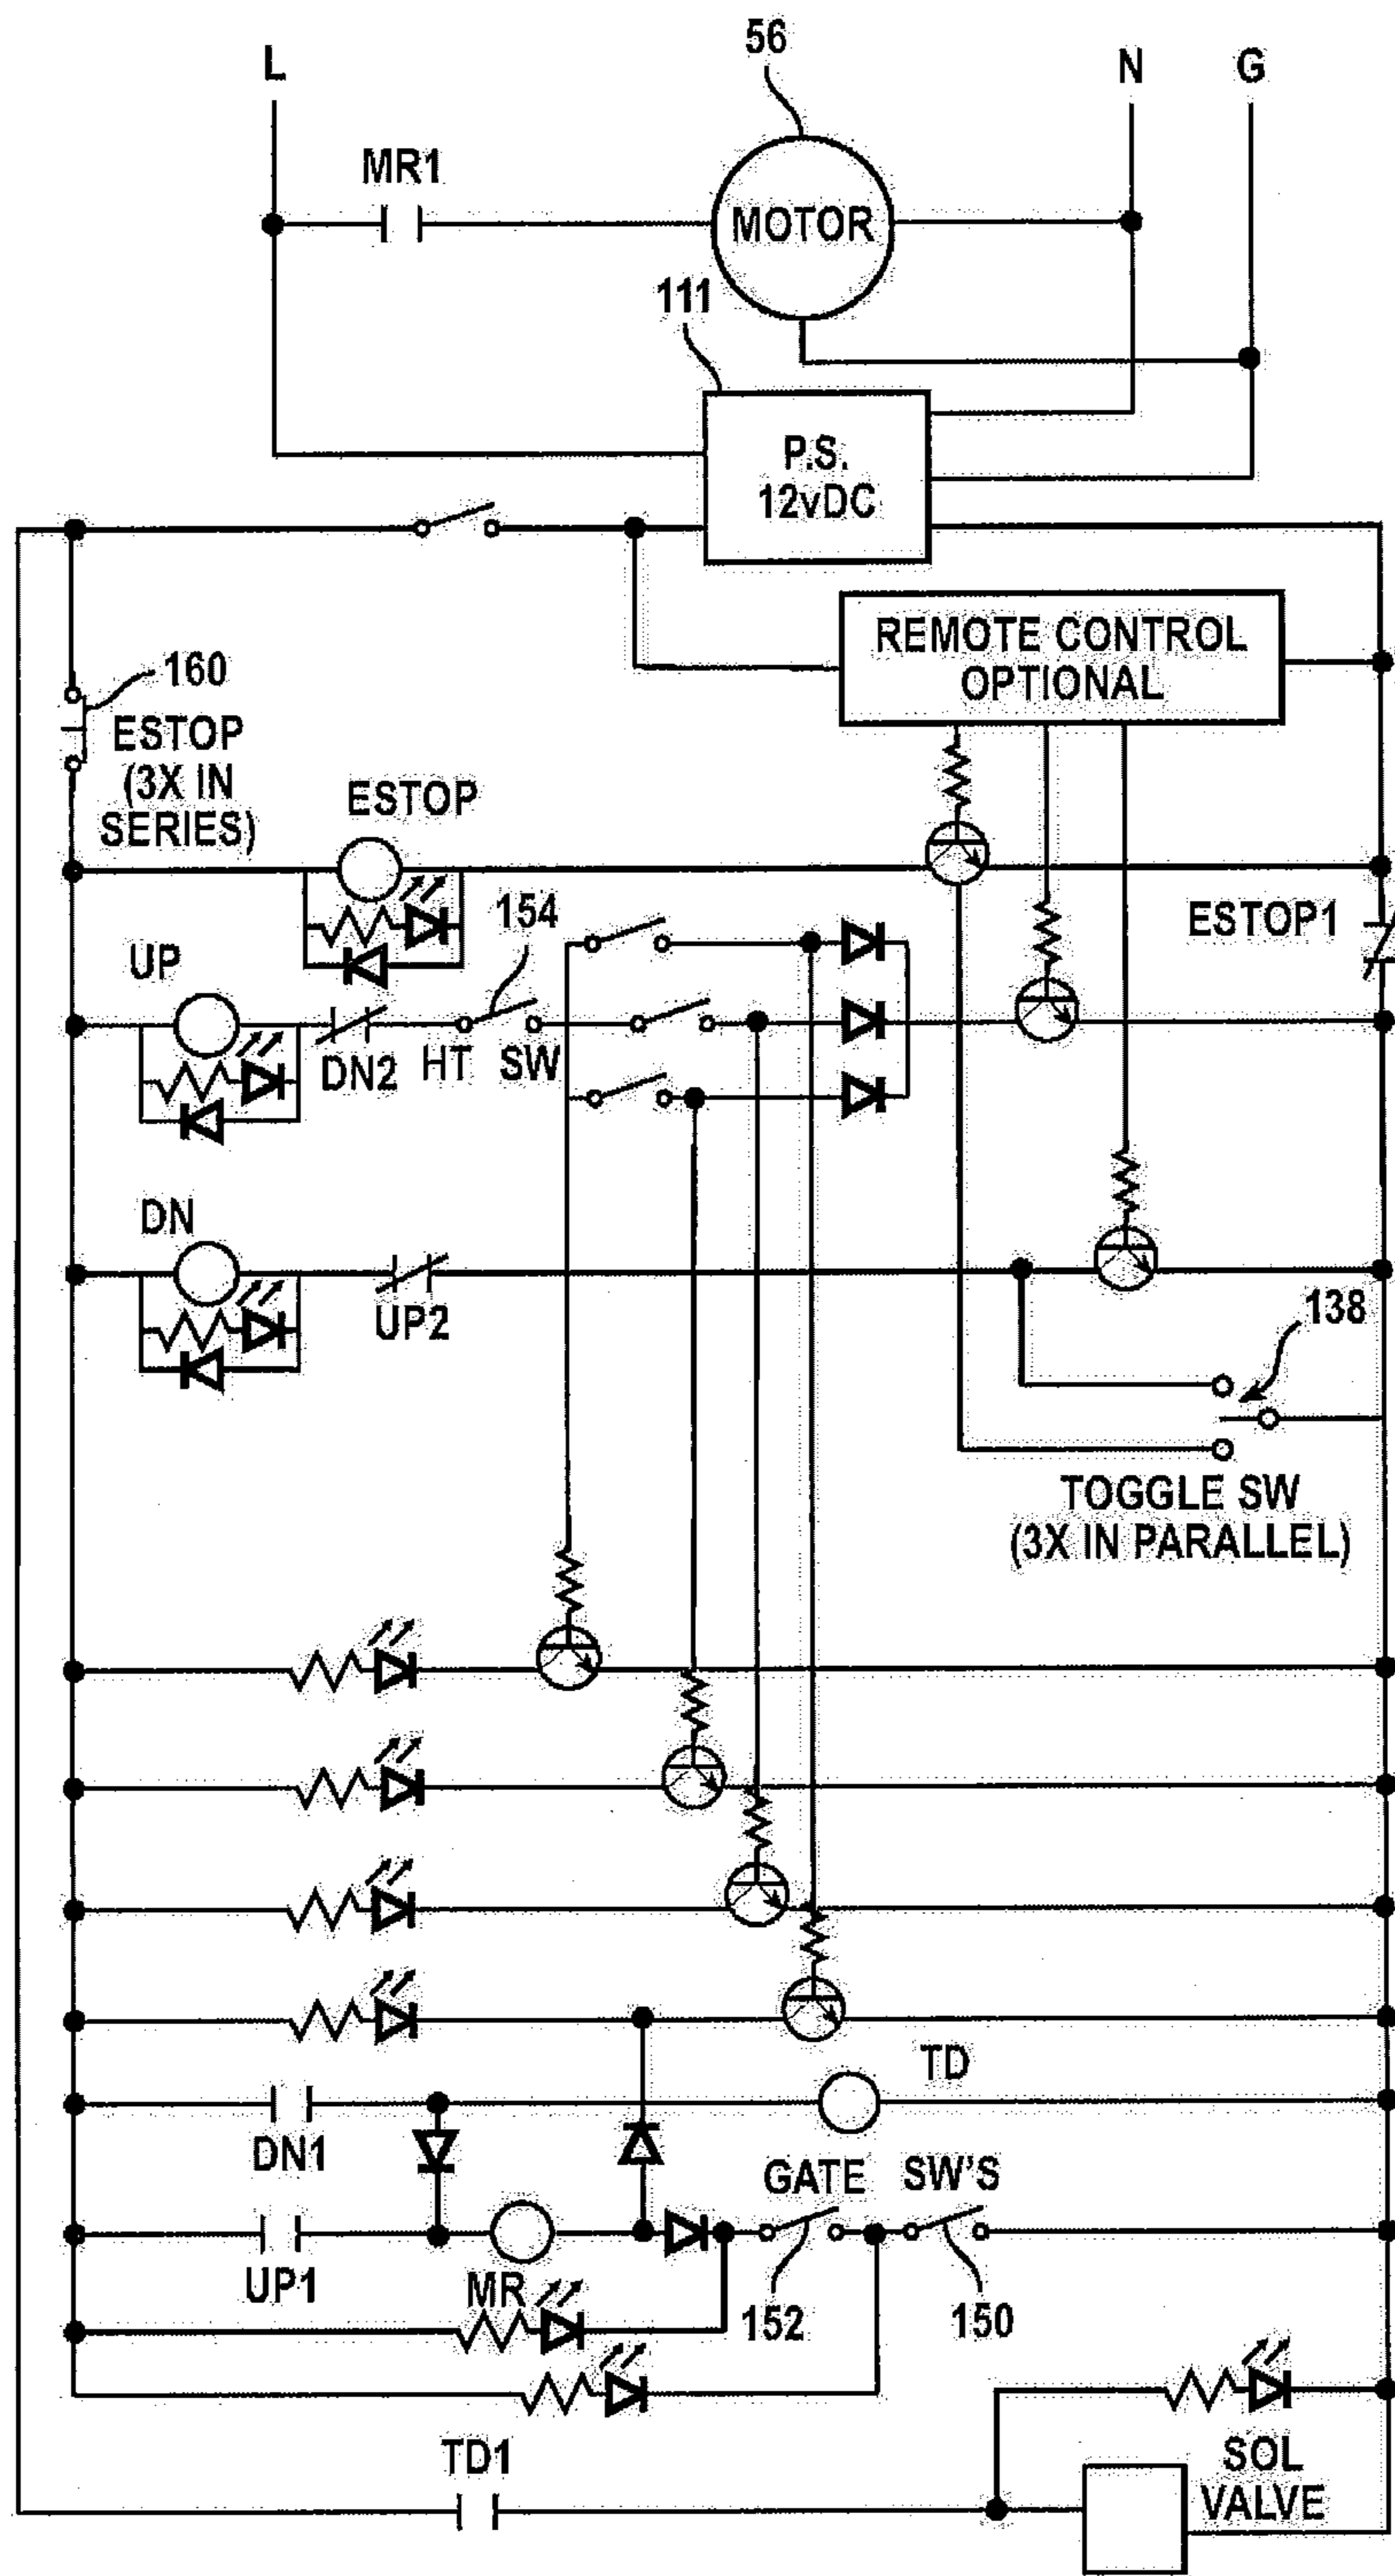 56
L
N
G
MR1
MOTOR
111
P.S.
12vDC
REMOTE CONTROL
OPTIONAL
160
ESTOP
(3X IN
SERIES)
ESTOP
154
ESTOP1
UP
DN2
HT
SW
DN
UP2
138
TOGGLE SW
(3X IN PARALLEL)
TD
DN1
GATE
SW'S
UP1
MR
152
150
TD1
SOL
VALVE